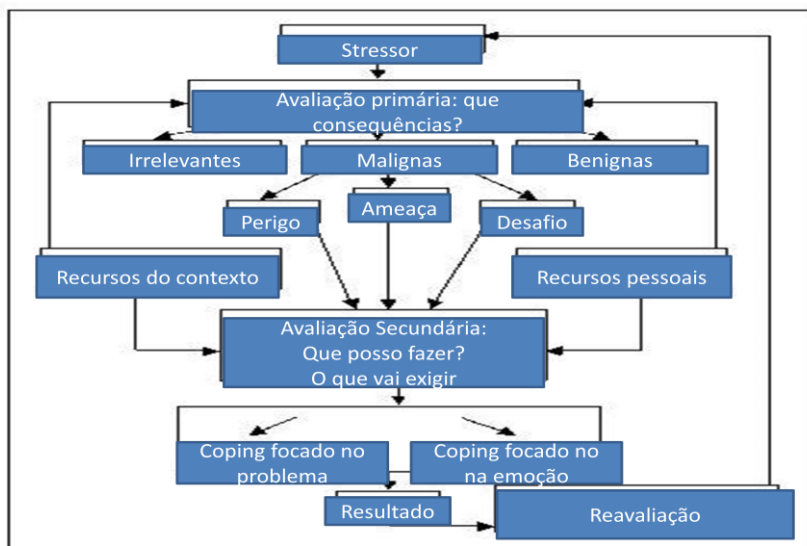 Stressor
Avaliação primária: que
consequências?
Irrelevantes
Malignas
Benignas
Perigo
Ameaça
Desafio
Recursos do contexto
Recursos pessoais
Avaliação Secundária:
Que posso fazer?
O que vai exigir
Coping focado no
problema
Coping focado no
na emoção
Resultado
Reavaliação